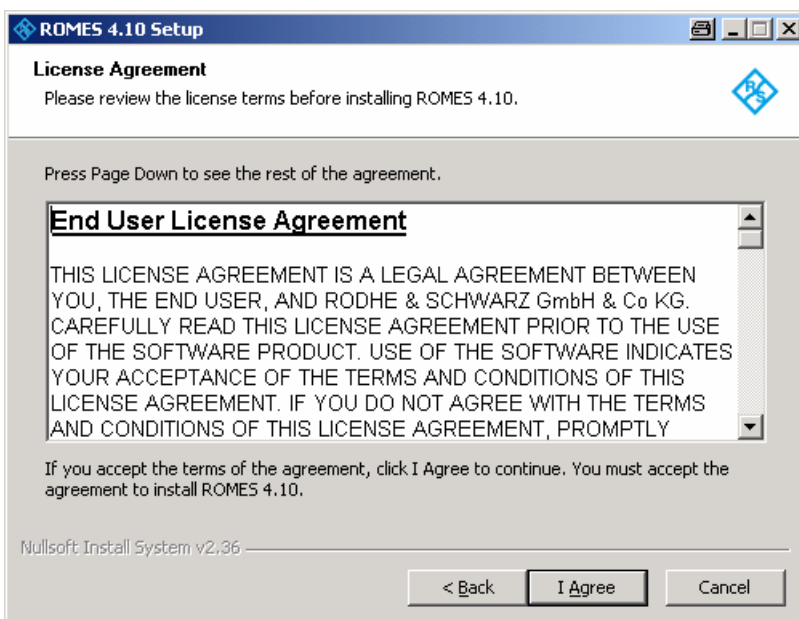 ROMES 4.10 Setup
License Agreement
Please review the license terms before installing ROMES 4.10.
RS
Press Page Down to see the rest of the agreement.
End User License Agreement
THIS LICENSE AGREEMENT IS A LEGAL AGREEMENT BETWEEN
YOU, THE END USER, AND RODHE & SCHWARZ GmbH & Co KG.
CAREFULLY READ THIS LICENSE AGREEMENT PRIOR TO THE USE
OF THE SOFTWARE PRODUCT. USE OF THE SOFTWARE INDICATES
YOUR ACCEPTANCE OF THE TERMS AND CONDITIONS OF THIS
LICENSE AGREEMENT. IF YOU DO NOT AGREE WITH THE TERMS
AND CONDITIONS OF THIS LICENSE AGREEMENT, PROMPTLY
If you accept the terms of the agreement, click I Agree to continue. You must accept the
agreement to install ROMES 4.10.
Nullsoft Install System v2.36
< Back
I Agree
Cancel